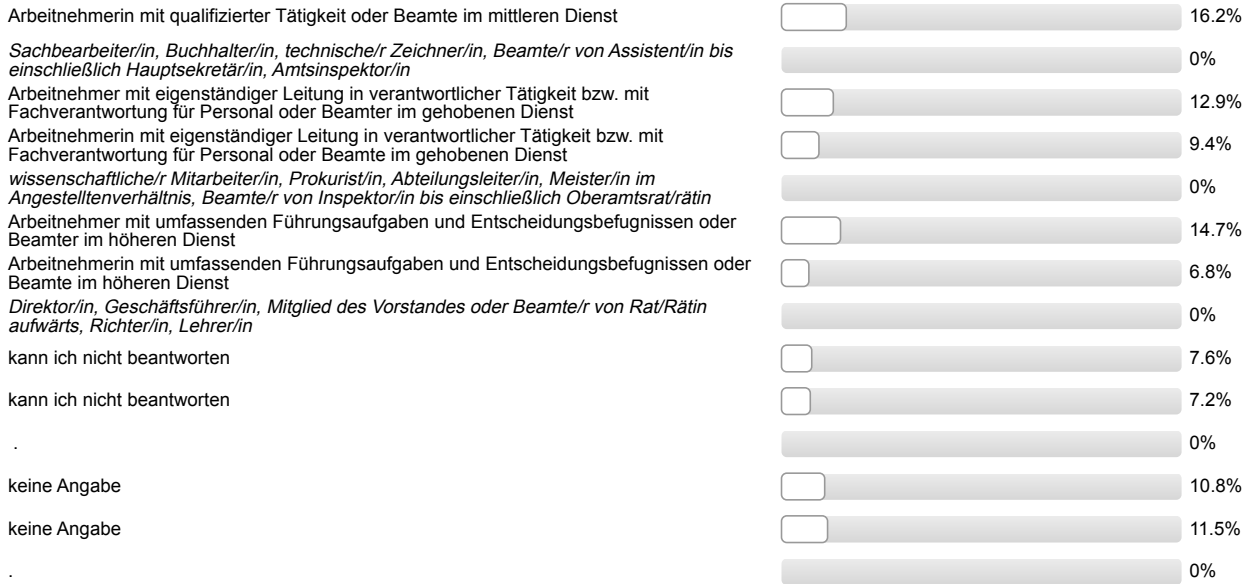 Arbeitnehmerin mit qualifizierter Tätigkeit oder Beamte im mittleren Dienst 16.2%
Sachbearbeiter/in, Buchhalter/in, technische/r Zeichner/in, Beamte/r von Assistent/in bis
einschließlich Hauptsekretär/in, Amtsinspektor/in 0%
Arbeitnehmer mit eigenständiger Leitung in verantwortlicher Tätigkeit bzw. mit
Fachverantwortung für Personal oder Beamter im gehobenen Dienst 12.9%
Arbeitnehmerin mit eigenständiger Leitung in verantwortlicher Tätigkeit bzw. mit
Fachverantwortung für Personal oder Beamte im gehobenen Dienst 9.4%
wissenschaftliche/r Mitarbeiter/in, Prokurist/in, Abteilungsleiter/in, Meister/in im
Angestelltenverhältnis, Beamte/r von Inspektor/in bis einschließlich Oberamtsrat/rätin 0%
Arbeitnehmer mit umfassenden Führungsaufgaben und Entscheidungsbefugnissen oder
Beamter im höheren Dienst 14.7%
Arbeitnehmerin mit umfassenden Führungsaufgaben und Entscheidungsbefugnissen oder
Beamte im höheren Dienst 6.8%
Direktor/in, Geschäftsführer/in, Mitglied des Vorstandes oder Beamte/r von Rat/Rätin
aufwärts, Richter/in, Lehrer/in 0%
kann ich nicht beantworten 7.6%
kann ich nicht beantworten 7.2%
. 0%
keine Angabe 10.8%
keine Angabe 11.5%
. 0%